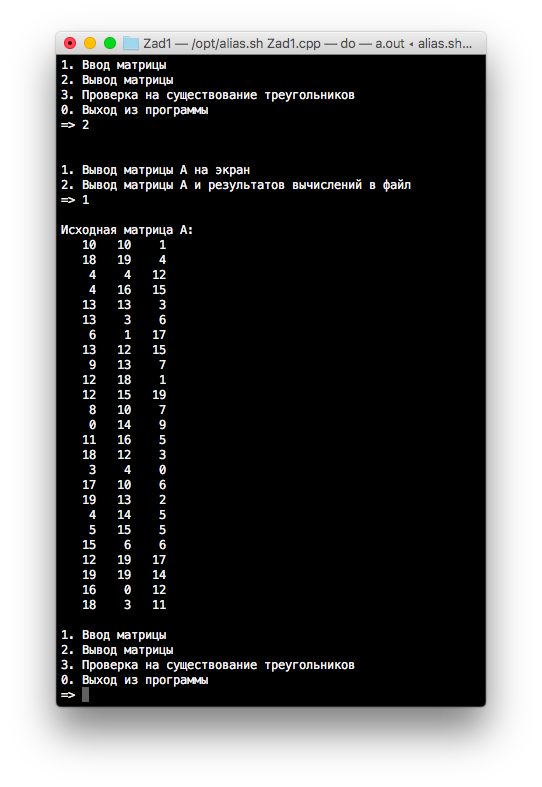 Zad1 — /opt/alias.sh Zad1.cpp — do — a.out ◂ alias.sh...
1. Ввод матрицы
2. Вывод матрицы
3. Проверка на существование треугольников
0. Выход из программы
=> 2
1. Вывод матрицы А на экран
2. Вывод матрицы А и результатов вычислений в файл
=> 1
Исходная матрица А:
10 10 1
18 19 4
4 4 12
4 16 15
13 13 3
13 3 6
6 1 17
13 12 15
9 13 7
12 18 1
12 15 19
8 10 7
0 14 9
11 16 5
18 12 3
3 4 0
17 10 6
19 13 2
4 14 5
5 15 5
15 6 6
12 19 17
19 19 14
16 0 12
18 3 11
1. Ввод матрицы
2. Вывод матрицы
3. Проверка на существование треугольников
0. Выход из программы
=>